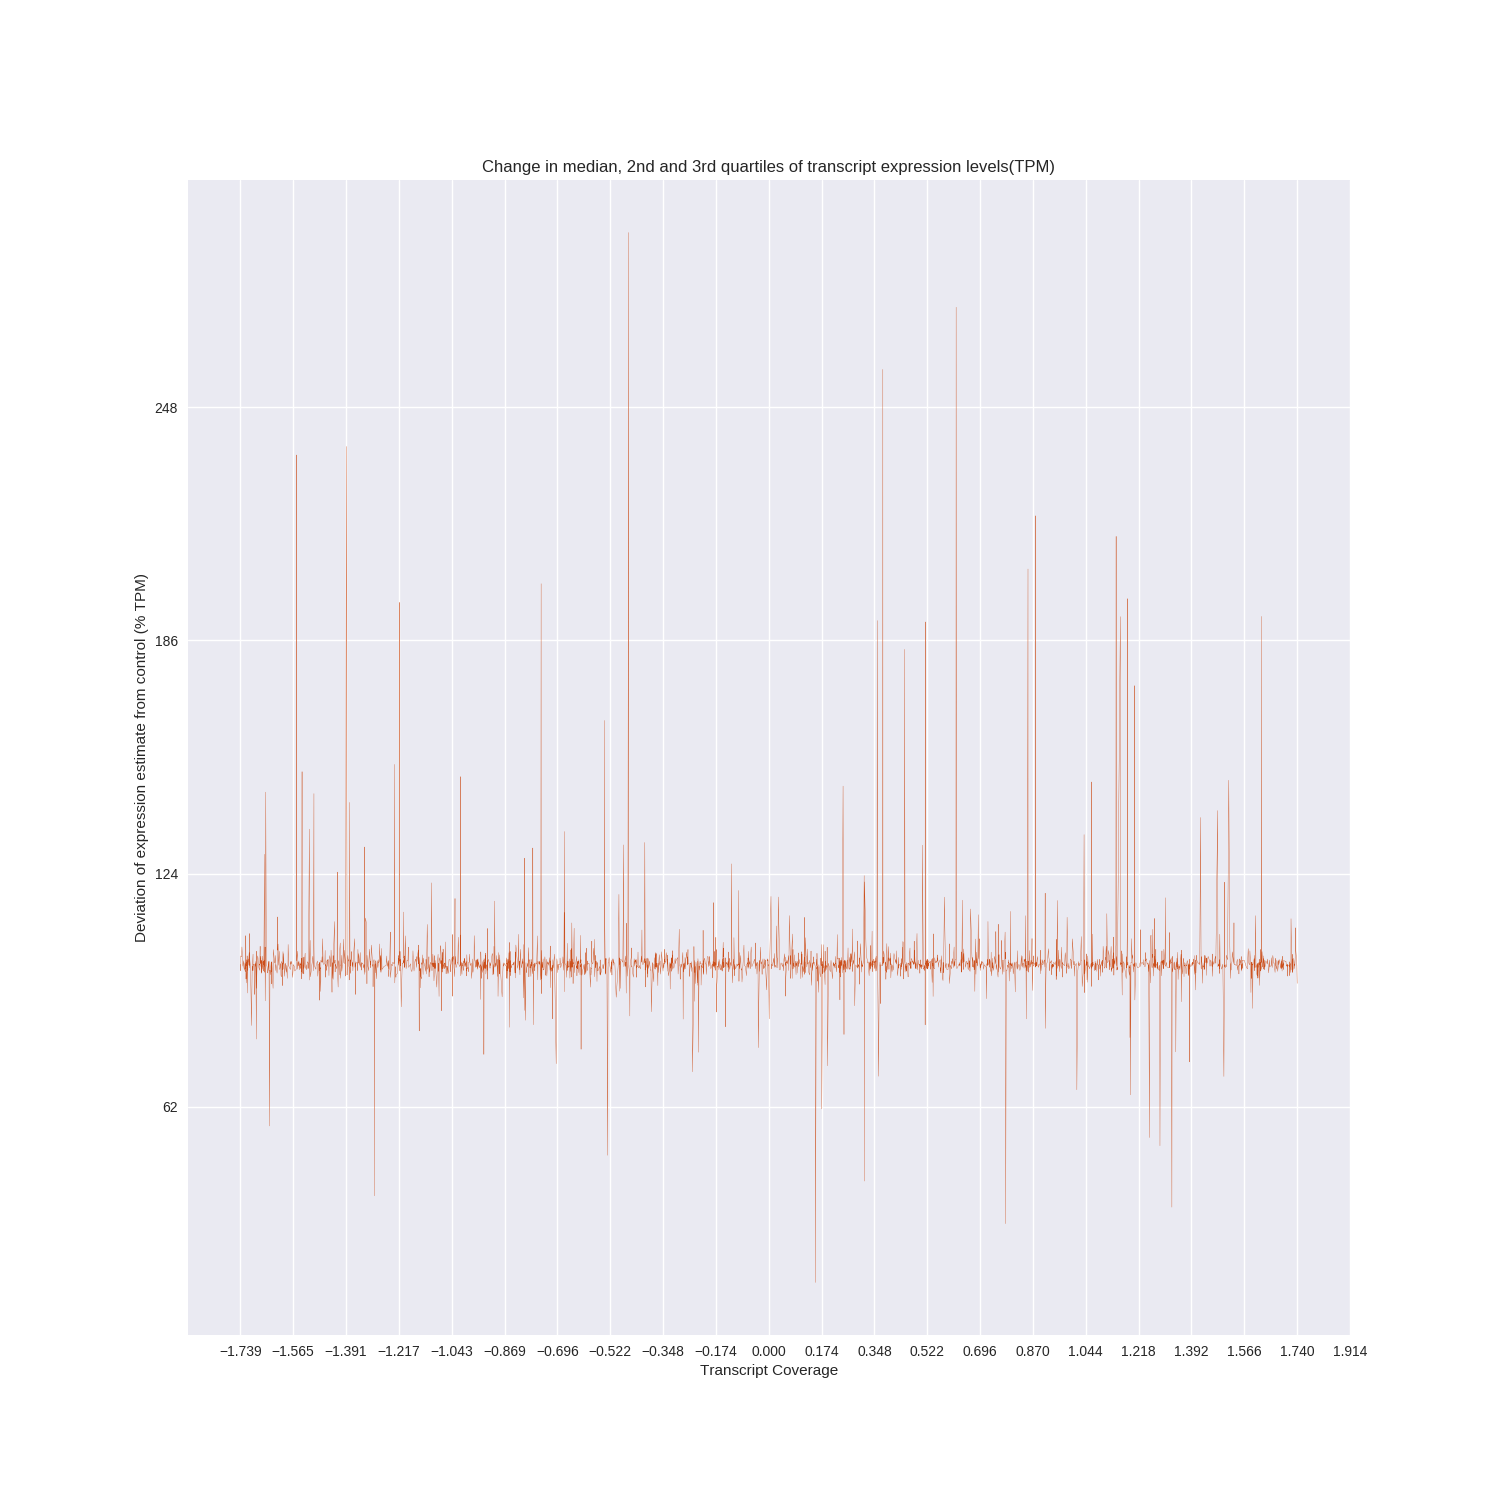 Change in median, 2nd and 3rd quartiles of transcript expression levels(TPM)
Deviation of expression estimate from control (% TPM)
248
186
124
62
−1.739 −1.565 −1.391 −1.217 −1.043 −0.869 −0.696 −0.522 −0.348 −0.174 0.000 0.174 0.348 0.522 0.696 0.870 1.044 1.218 1.392 1.566 1.740 1.914
Transcript Coverage